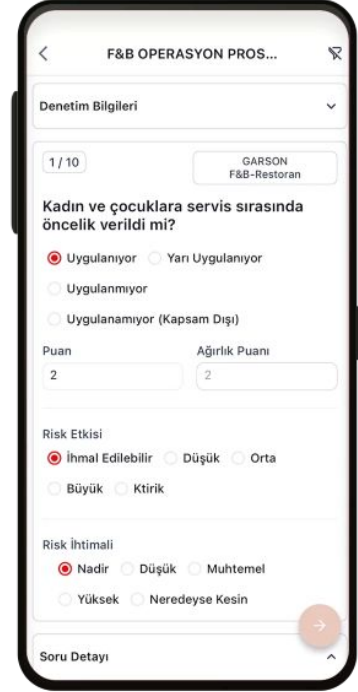 F&B OPERASYON PROS...
Denetim Bilgileri
1 / 10
GARSON
F&B-Restoran
Kadın ve çocuklara servis sırasında
öncelik verildi mi?
Uygulanıyor Yarı Uygulanıyor
Uygulanmıyor
Uygulanamıyor (Kapsam Dışı)
Puan Ağırlık Puanı
2 2
Risk Etkisi
İhmal Edilebilir Düşük Orta
Büyük Ktirik
Risk İhtimali
Nadir Düşük Muhtemel
Yüksek Neredeyse Kesin
Soru Detayı